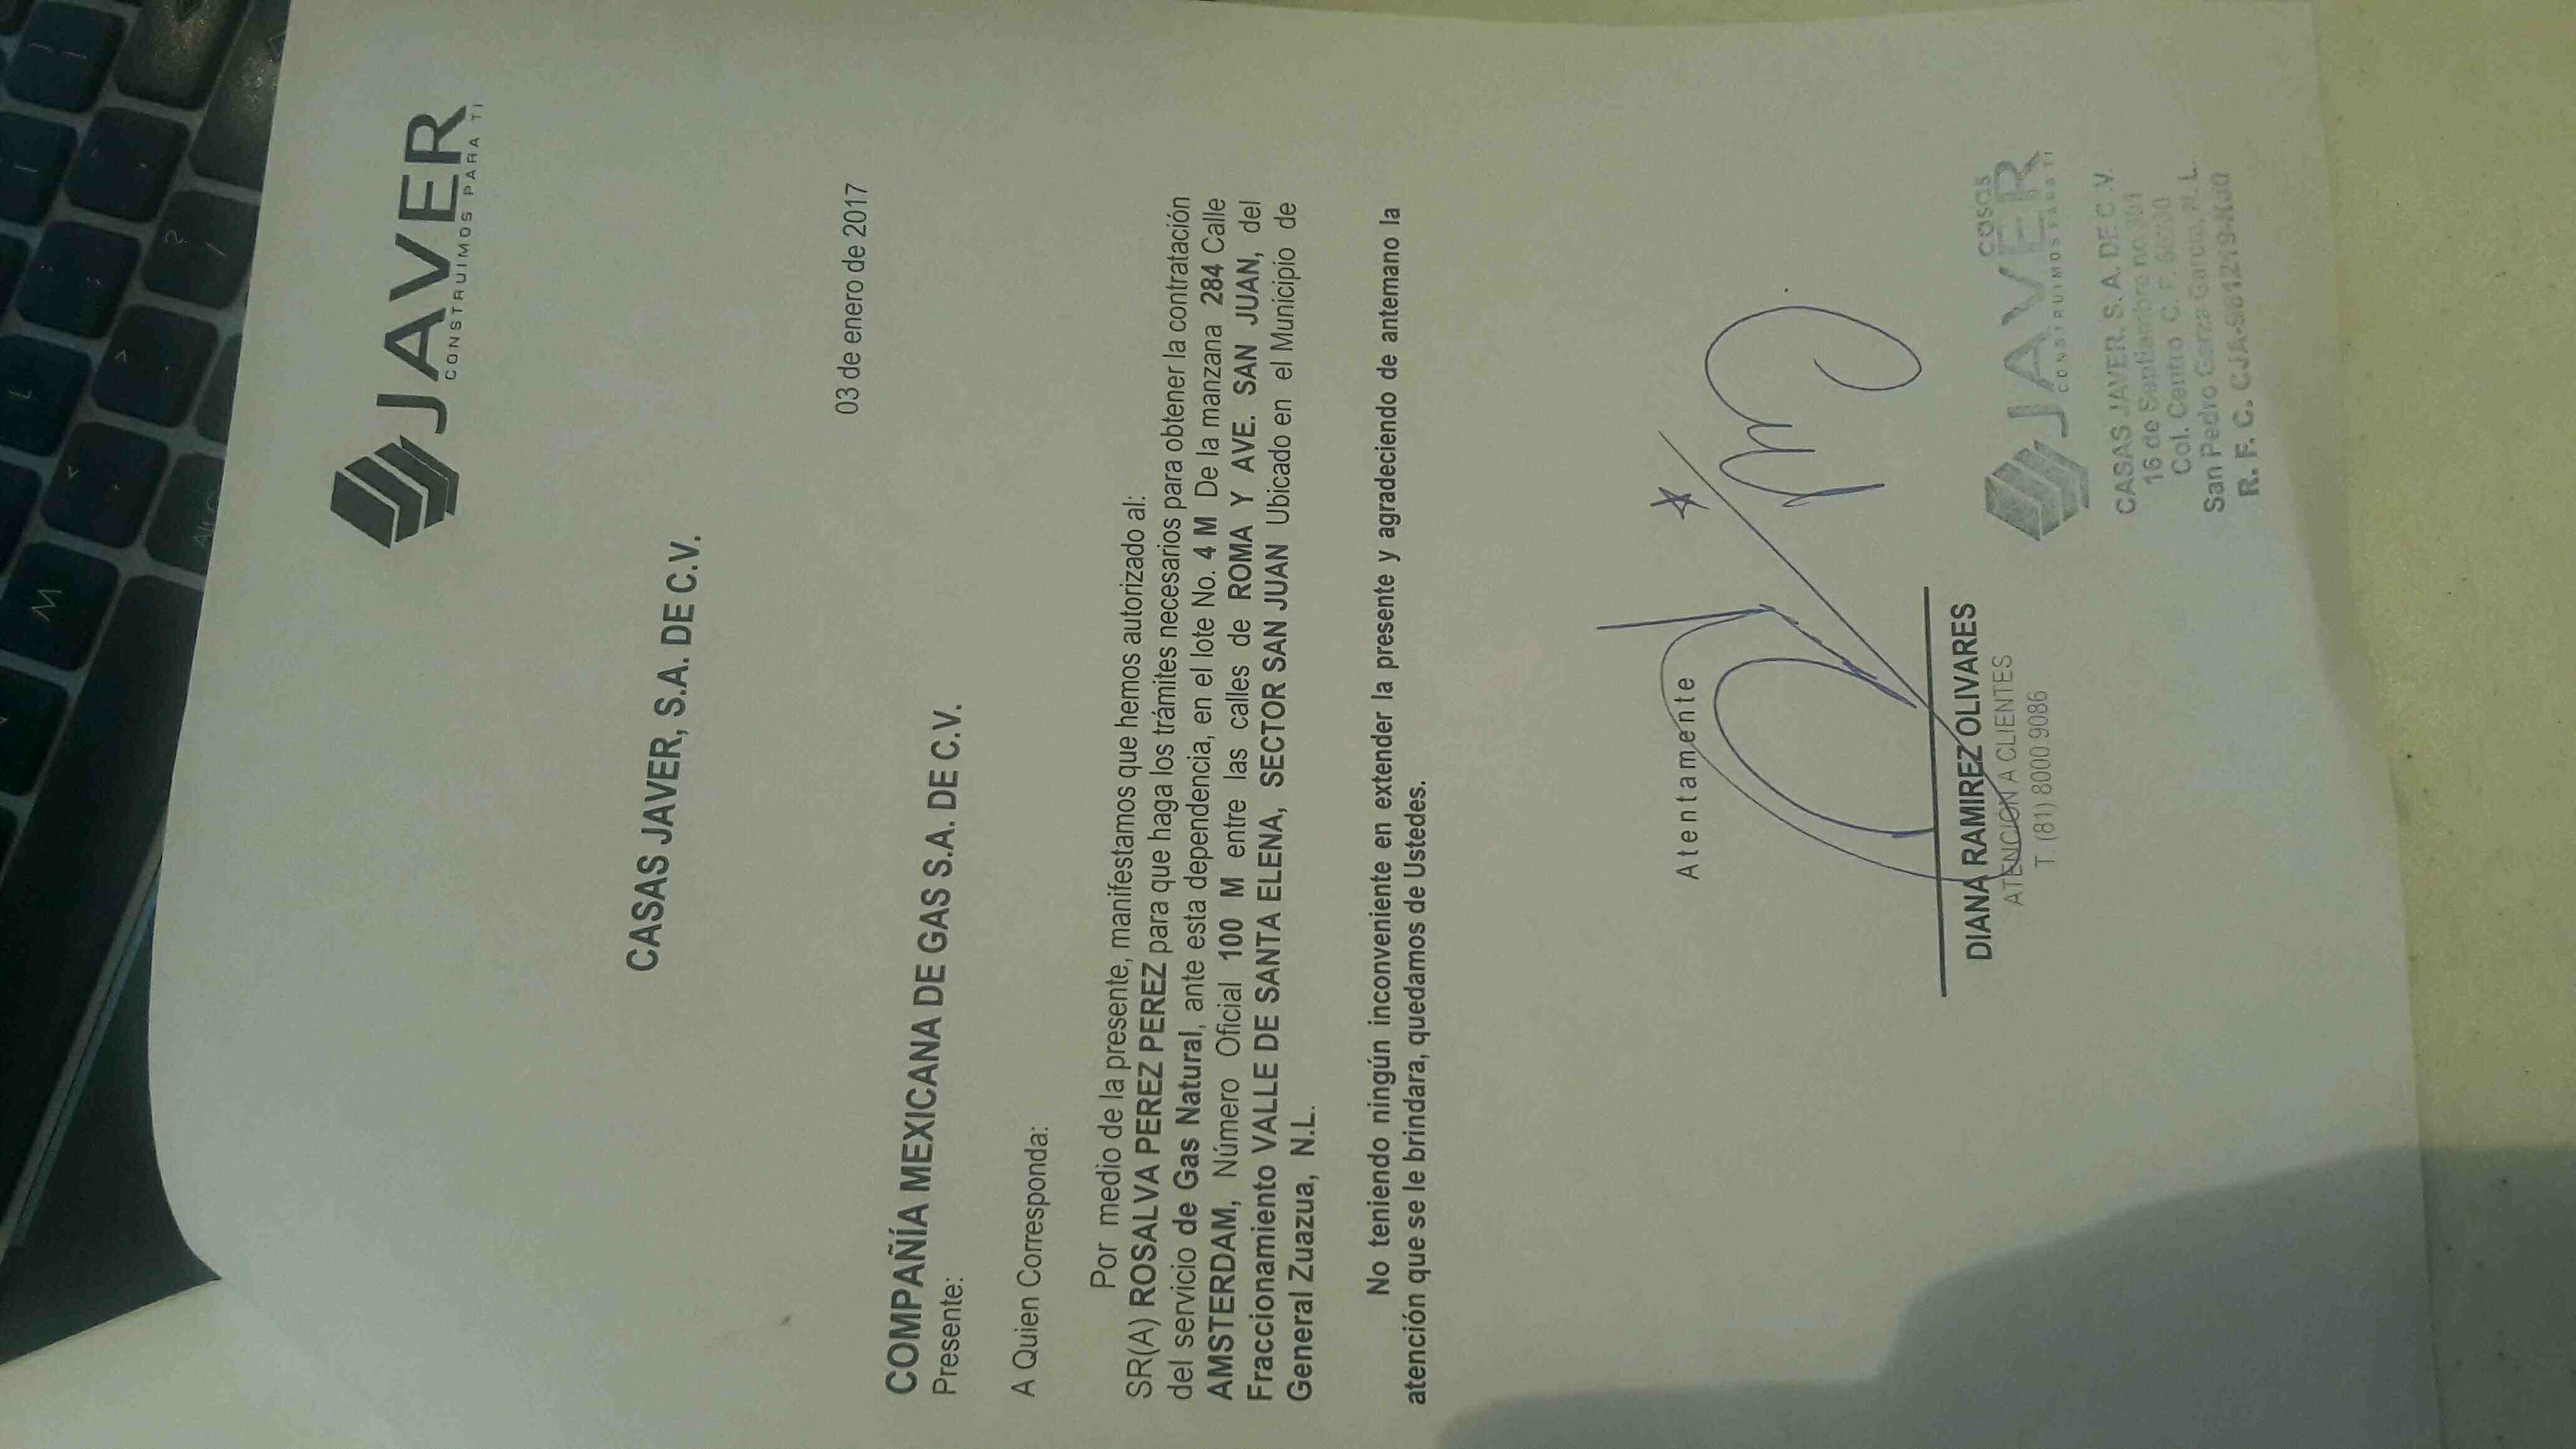 JAVER
CONSTRUIMOS PARA TI
CASAS JAVER, S.A. DE C.V.
03 de enero de 2017
COMPAÑÍA MEXICANA DE GAS S.A. DE C.V.
Presente:
A Quien Corresponda:
Por medio de la presente, manifestamos que hemos autorizado al:
SR(A) ROSALVA PEREZ PEREZ para que haga los trámites necesarios para obtener la contratación
del servicio de Gas Natural, ante esta dependencia, en el lote No. 4 M De la manzana 284 Calle
AMSTERDAM, Número Oficial 100 M entre las calles de ROMA Y AVE. SAN JUAN, del
Fraccionamiento VALLE DE SANTA ELENA, SECTOR SAN JUAN Ubicado en el Municipio de
General Zuazua, N.L.
No teniendo ningún inconveniente en extender la presente y agradeciendo de antemano la
atención que se le brindara, quedamos de Ustedes.
Atentamente
DIANA RAMIREZ OLIVARES
ATENCIÓN A CLIENTES
T (81) 8000.9086
casas
JAVER
CONSTRUIMOS PARA TI
CASAS JAVER. S. A. DE C. V.
16 de Septiembre no.
Col. Centro C. P.
San Pedro Garza Garcia, N. L.
R. F. C.